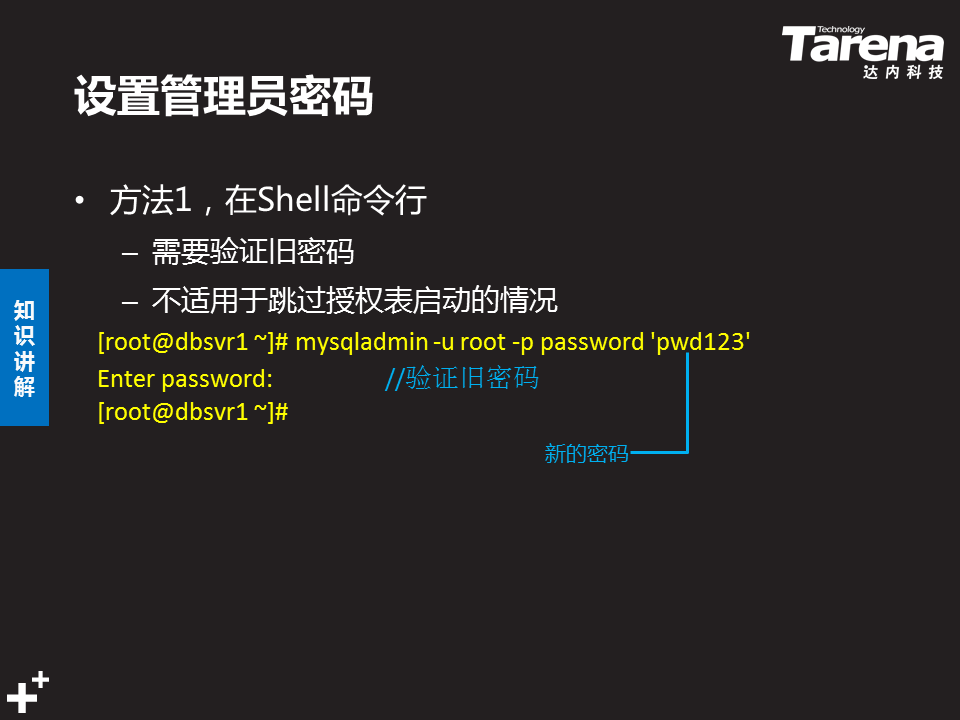 Technology
Tarena
达内科技
设置管理员密码
• 方法1，在Shell命令行
– 需要验证旧密码
– 不适用于跳过授权表启动的情况
[root@dbsvr1 ~]# mysqladmin -u root -p password 'pwd123'
Enter password: //验证旧密码
[root@dbsvr1 ~]#
新的密码
知识讲解